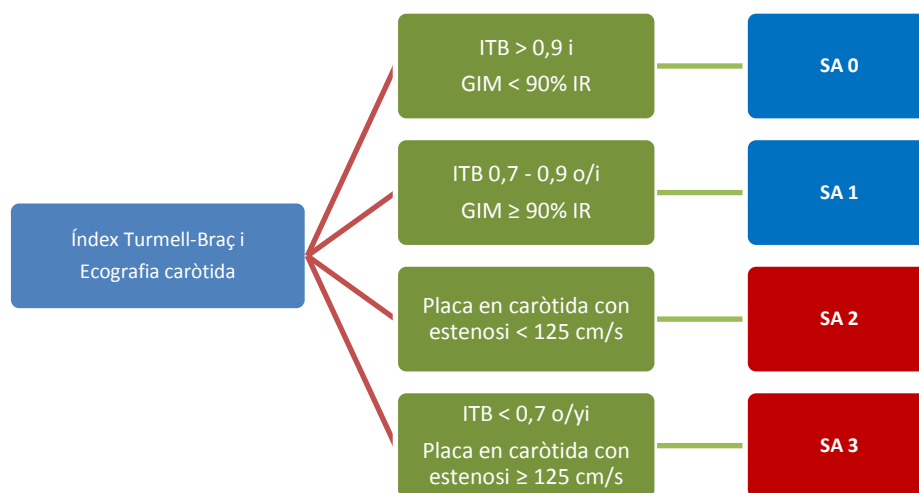 Índex Turmell-Braç i
Ecografia caròtida
ITB > 0,9 i
GIM < 90% IR
SA 0
ITB 0,7 - 0,9 o/i
GIM ≥ 90% IR
SA 1
Placa en caròtida con
estenosi < 125 cm/s
SA 2
ITB < 0,7 o/yi
Placa en caròtida con
estenosi ≥ 125 cm/s
SA 3